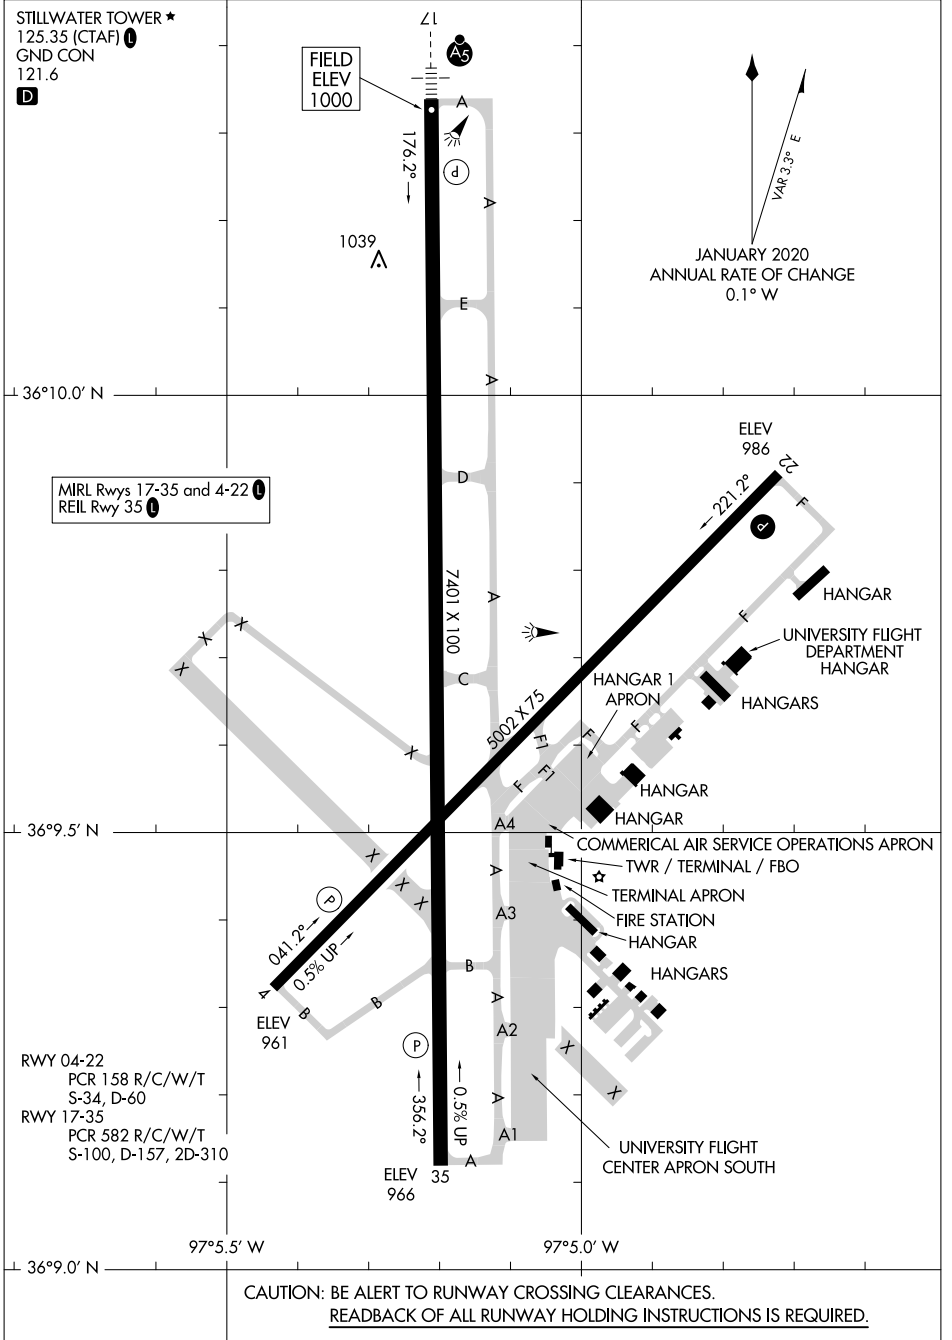 STILLWATER TOWER ★
125.35 (CTAF) L
GND CON
121.6
D
17
A5
FIELD
ELEV
1000
A
176.2°
P
VAR 3.3° E
A
1039
JANUARY 2020
ANNUAL RATE OF CHANGE
0.1° W
E
A
36°10.0' N
ELEV
986
22
D
MIRL Rwys 17-35 and 4-22 L
REIL Rwy 35 L
221.2°
F
P
7401 X 100
A
HANGAR
F
X
X
X
UNIVERSITY FLIGHT
DEPARTMENT
HANGAR
C
HANGAR 1
APRON
HANGARS
5002 X 75
F
F
F1
X
F1
F
HANGAR
HANGAR
36°9.5' N
A4
COMMERICAL AIR SERVICE OPERATIONS APRON
X
A
TWR / TERMINAL / FBO
X
TERMINAL APRON
P
X
A3
FIRE STATION
041.2°
HANGAR
0.5% UP
B
HANGARS
4
B
B
A
ELEV
961
A2
P
X
RWY 04-22
PCR 158 R/C/W/T
S-34, D-60
RWY 17-35
PCR 582 R/C/W/T
S-100, D-157, 2D-310
356.2°
0.5% UP
A
X
A1
UNIVERSITY FLIGHT
CENTER APRON SOUTH
A
ELEV
966
35
97°5.5' W
97°5.0' W
36°9.0' N
CAUTION: BE ALERT TO RUNWAY CROSSING CLEARANCES.
READBACK OF ALL RUNWAY HOLDING INSTRUCTIONS IS REQUIRED.